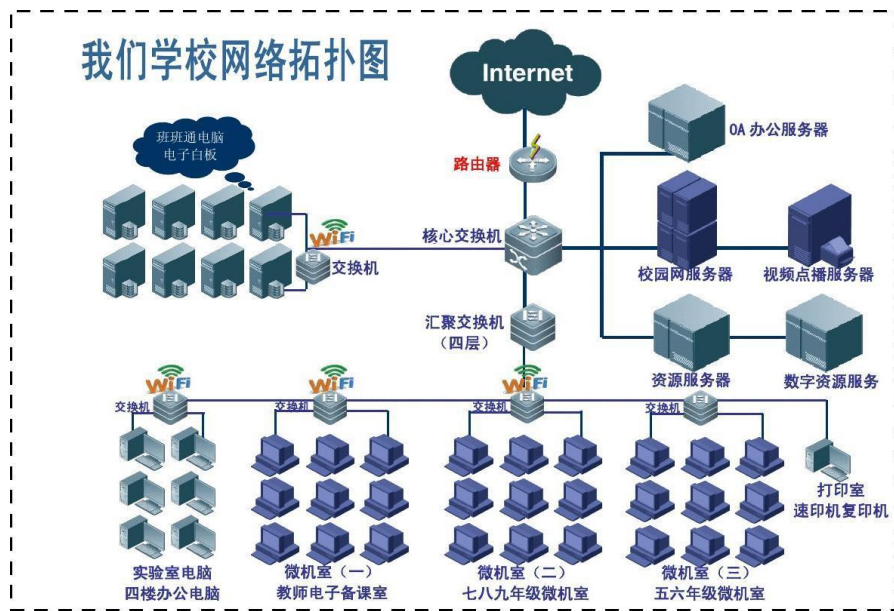 我们学校网络拓扑图
Internet
班班通电脑
电子白板
OA 办公服务器
路由器
WiFi
核心交换机
交换机
校园网服务器
视频点播服务器
汇聚交换机
（四层）
资源服务器
数字资源服务
WiFi
WiFi
WiFi
交换机
交换机
交换机
交换机
打印室
速印机复印机
实验室电脑
四楼办公电脑
微机室（一）
教师电子备课室
微机室（二）
七八九年级微机室
微机室（三）
五六年级微机室